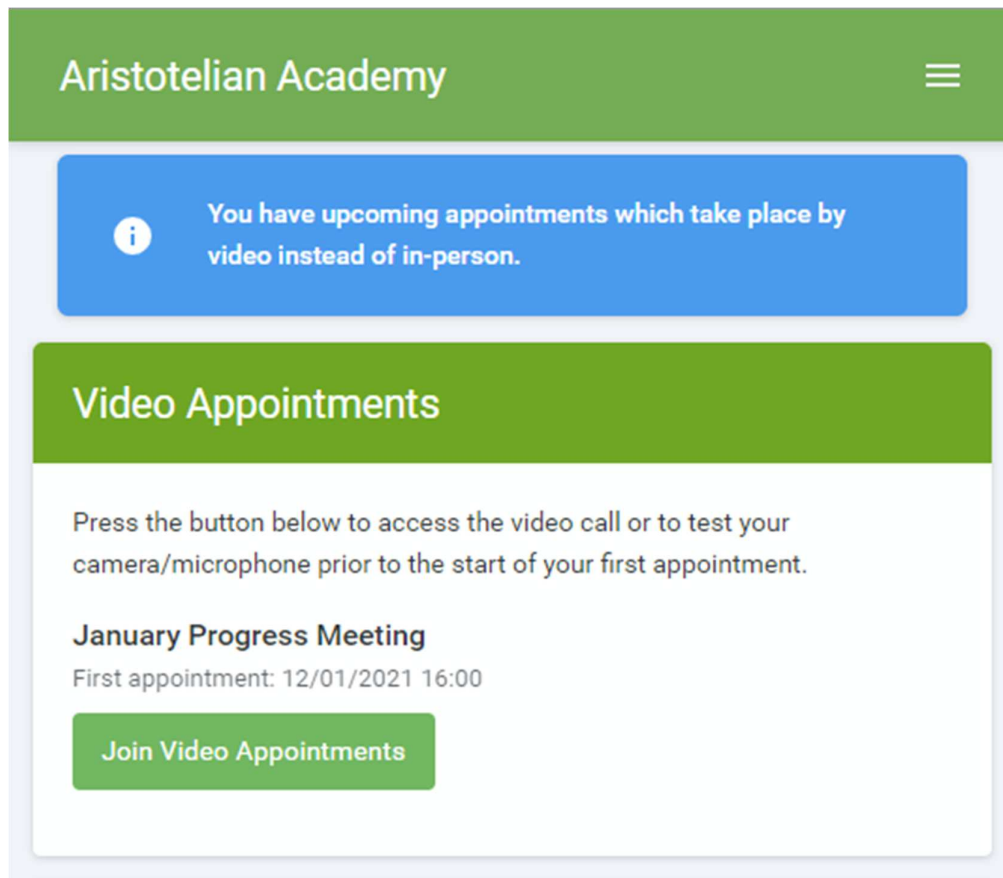 Aristotelian Academy
You have upcoming appointments which take place by
video instead of in-person.
Video Appointments
Press the button below to access the video call or to test your
camera/microphone prior to the start of your first appointment.
January Progress Meeting
First appointment: 12/01/2021 16:00
Join Video Appointments